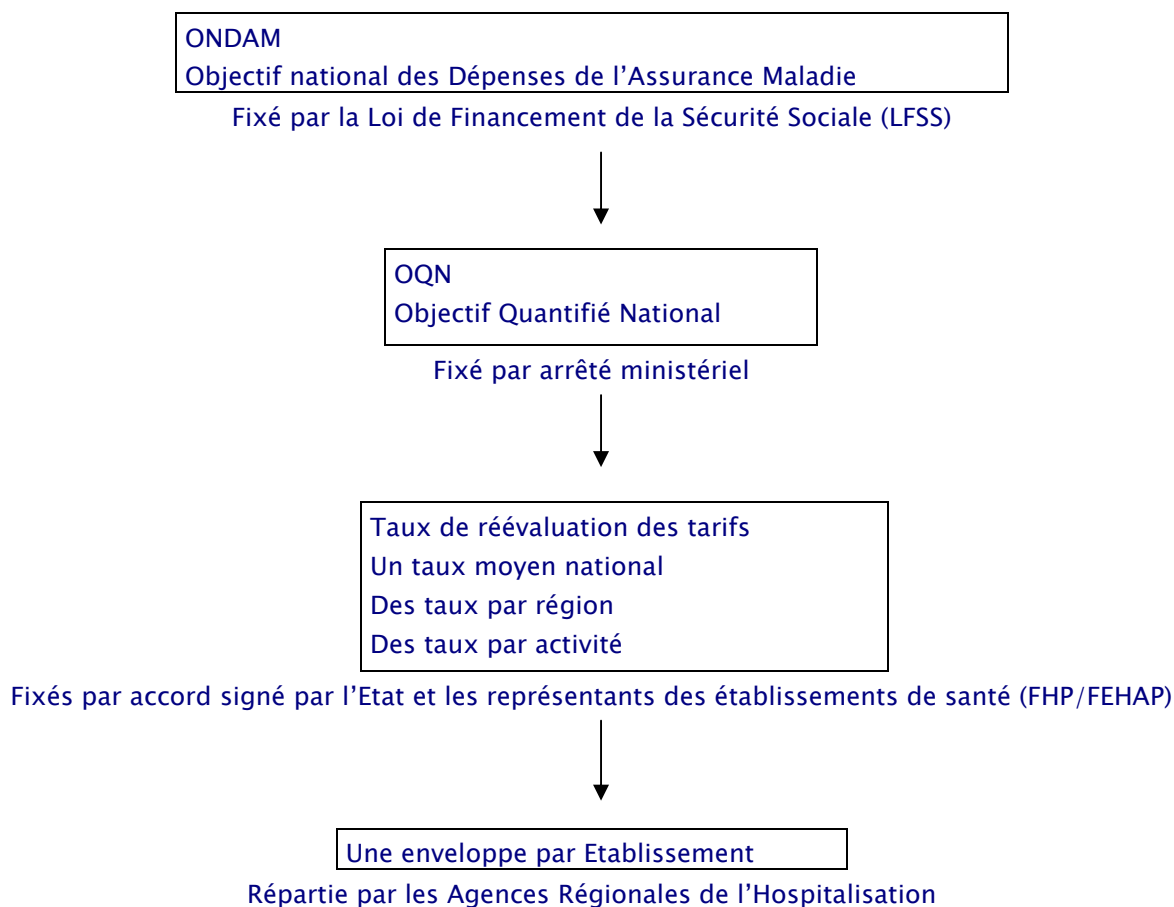 ONDAM
Objectif national des Dépenses de l’Assurance Maladie
Fixé par la Loi de Financement de la Sécurité Sociale (LFSS)
OQN
Objectif Quantifié National
Fixé par arrêté ministériel
Taux de réévaluation des tarifs
Un taux moyen national
Des taux par région
Des taux par activité
Fixés par accord signé par l’Etat et les représentants des établissements de santé (FHP/FEHAP)
Une enveloppe par Etablissement
Répartie par les Agences Régionales de l’Hospitalisation